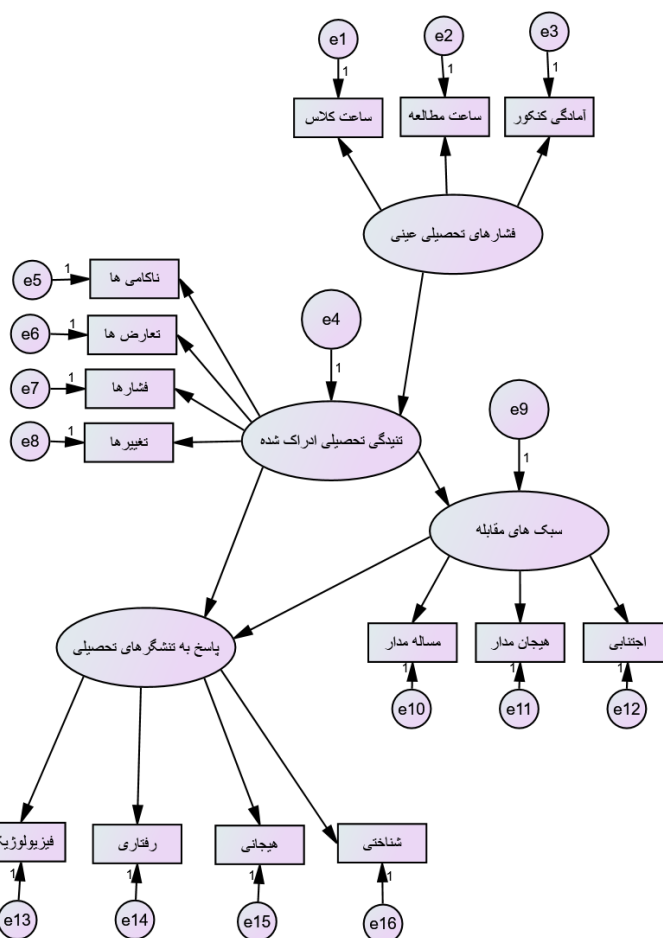 e1
e2
e3
1
1
1
ساعت کلاس
ساعت مطالعه
آمادگی کنکور
فشارهای تحصیلی عینی
e5
1
ناکامی ها
e4
1
e6
1
تعارض ها
e7
1
فشارها
e8
1
تغییرها
تنیدگی تحصیلی ادراک شده
e9
1
سبک های مقابله
مساله مدار
هیجان مدار
اجتنابی
1
1
1
e10
e11
e12
پاسخ به تنشگرهای تحصیلی
فیزیولوژیک
رفتاری
هیجانی
شناختی
1
1
1
1
e13
e14
e15
e16